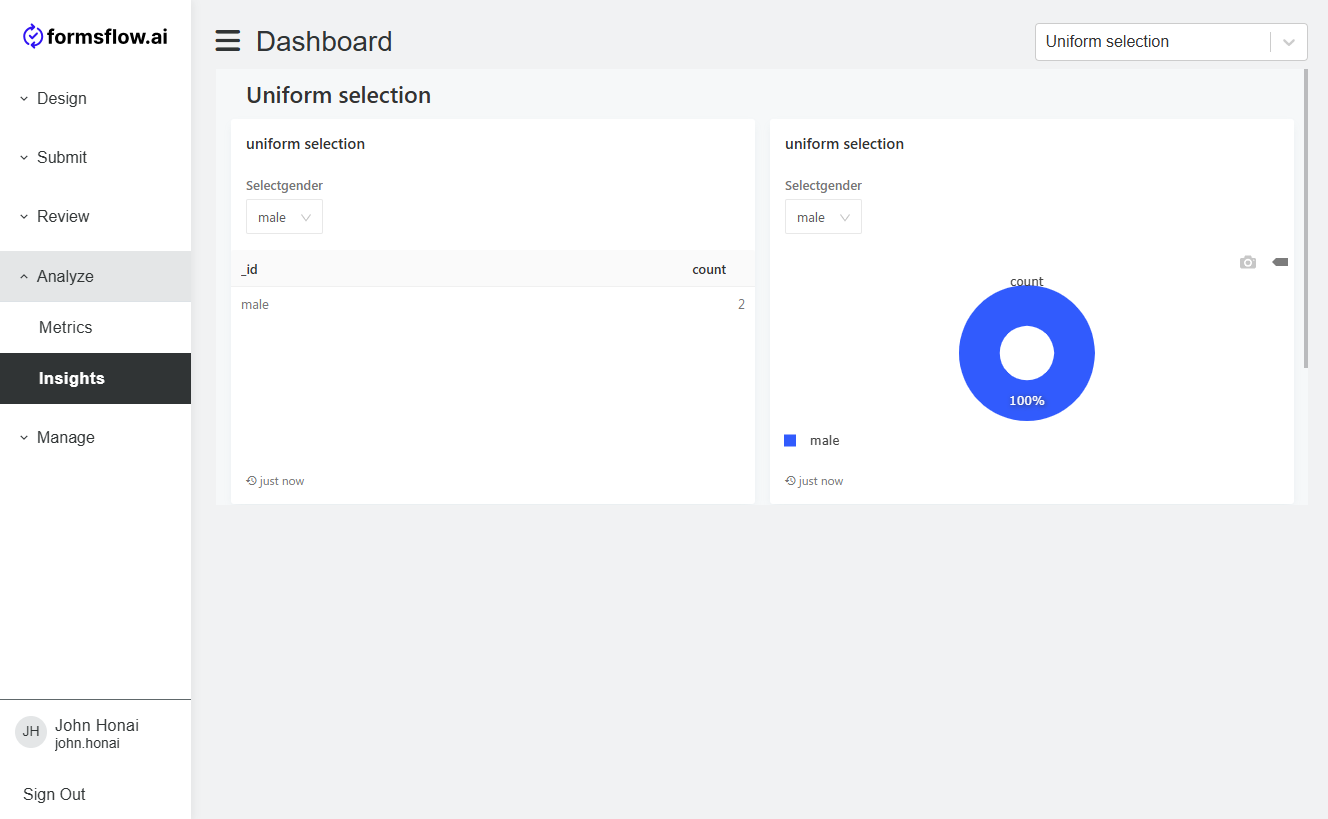 formsflow.ai
Design
Submit
Review
Analyze
Metrics
Insights
Manage
JH
John Honai
john.honai
Sign Out
Dashboard
Uniform selection
Uniform selection
uniform selection
Selectgender
male
_id count
male 2
just now
uniform selection
Selectgender
male
count
100%
male
just now